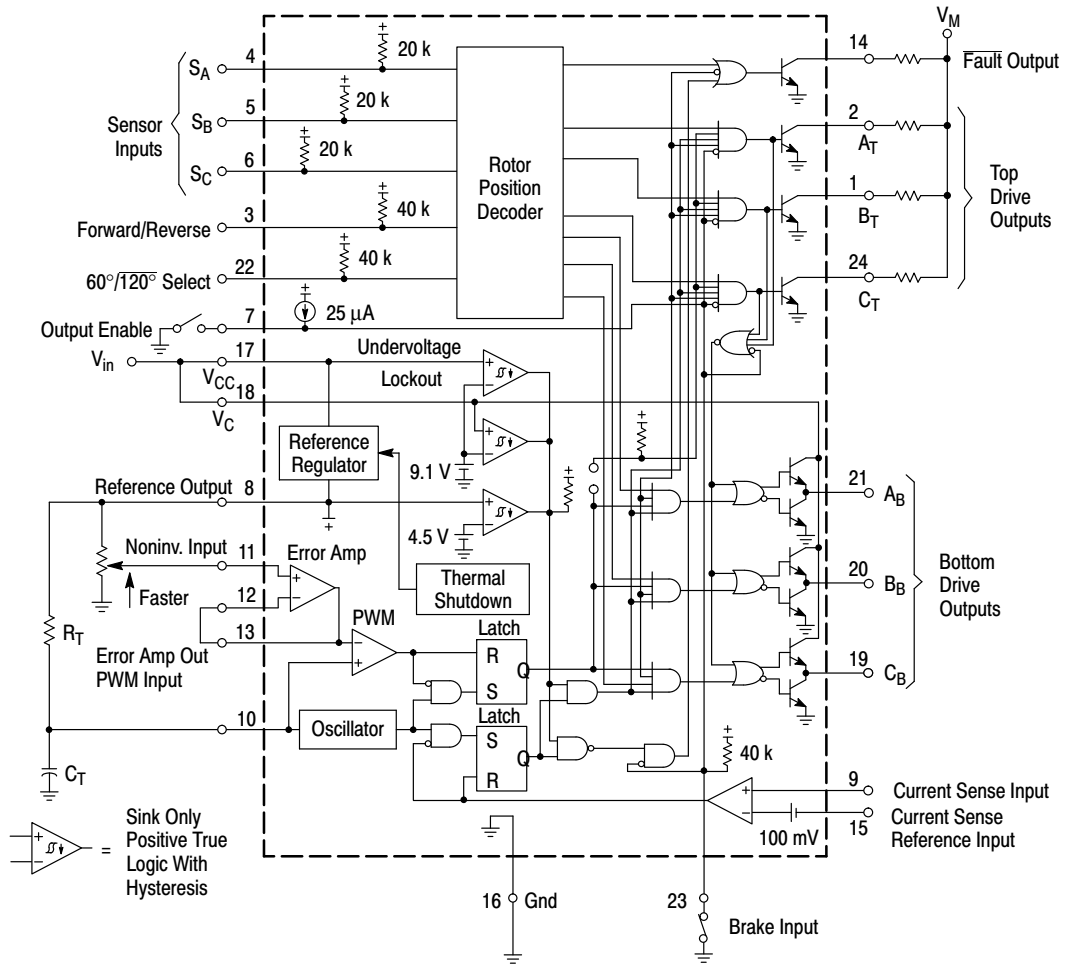 V_M
14
Fault Output
4
S_A
20 k
5
S_B
20 k
Sensor
Inputs
6
S_C
20 k
3
Forward/Reverse
40 k
22
60°/120° Select
40 k
7
Output Enable
25 μA
Rotor
Position
Decoder
2
A_T
1
B_T
24
C_T
Top
Drive
Outputs
V_in
17
V_CC
18
V_C
Undervoltage
Lockout
Reference
Regulator
9.1 V
4.5 V
Reference Output
8
Noninv. Input
11
Error Amp
Faster
12
13
R_T
Error Amp Out
PWM Input
PWM
Thermal
Shutdown
Latch
R
Q
S
Latch
S
Q
R
10
Oscillator
C_T
21
A_B
20
B_B
19
C_B
Bottom
Drive
Outputs
40 k
9
Current Sense Input
15
Current Sense
Reference Input
100 mV
=
Sink Only
Positive True
Logic With
Hysteresis
16
Gnd
23
Brake Input